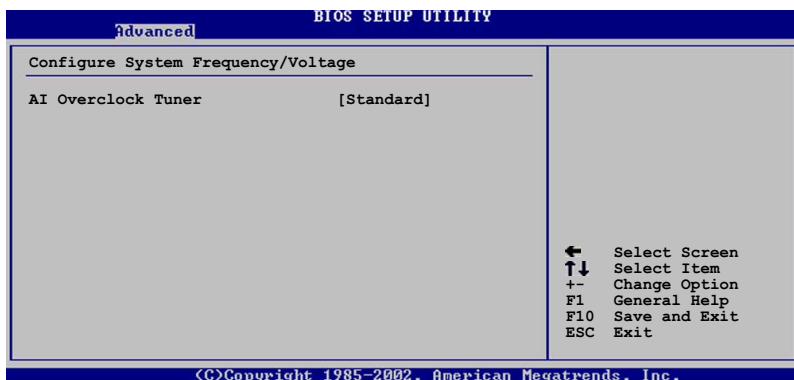 BIOS SETUP UTILITY
Advanced
Configure System Frequency/Voltage
AI Overclock Tuner [Standard]
← Select Screen
↑↓ Select Item
+- Change Option
F1 General Help
F10 Save and Exit
ESC Exit
(C)Copyright 1985-2002, American Megatrends, Inc.